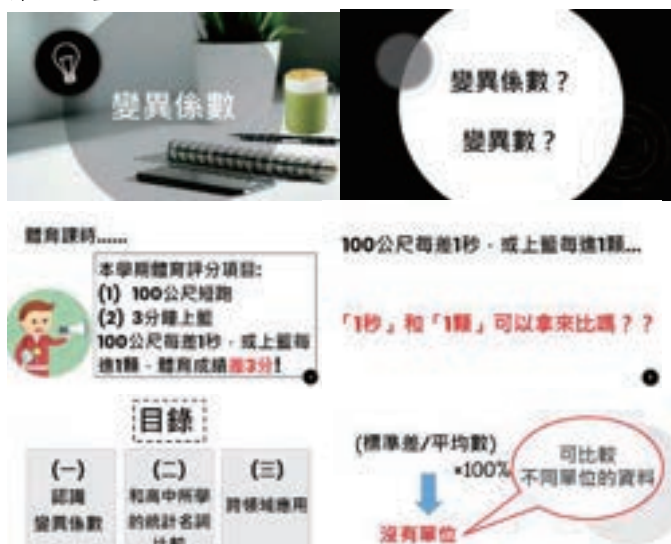 變異係數
變異係數？
變異數？
體育課時......
本學期體育評分項目:
(1) 100公尺短跑
(2) 3分鐘上籃
100公尺每差1秒，或上籃每
進1顆，體育成績差3分!
100公尺每差1秒，或上籃每進1顆...
「1秒」和「1顆」可以拿來比嗎？？
目錄
(一)
認識
變異係數
(二)
和高中所學
的統計名詞
比較
(三)
跨領域應用
(標準差/平均數)
×100%
沒有單位
可比較
不同單位的資料